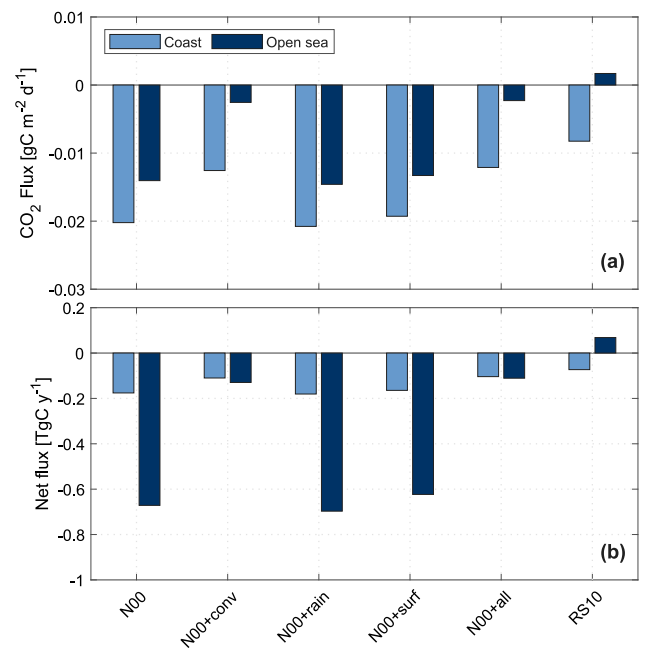 0.01
Coast
Open sea
0
-0.01
-0.02
-0.03
CO₂ Flux [gC m⁻² d⁻¹]
(a)
0.2
0
-0.2
-0.4
-0.6
-0.8
-1
Net flux [TgC y⁻¹]
(b)
N00
N00+conv
N00+rain
N00+surf
N00+all
RS10